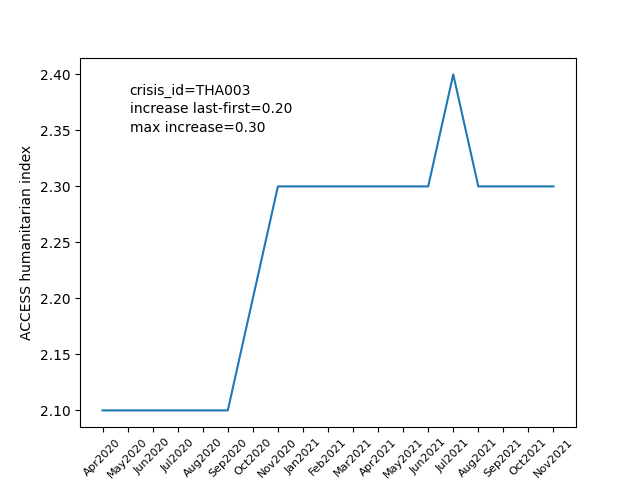 crisis_id=THA003
increase last-first=0.20
max increase=0.30
ACCESS humanitarian index
2.40
2.35
2.30
2.25
2.20
2.15
2.10
Apr2020
May2020
Jun2020
Jul2020
Aug2020
Sep2020
Oct2020
Nov2020
Jan2021
Feb2021
Mar2021
Apr2021
May2021
Jun2021
Jul2021
Aug2021
Sep2021
Oct2021
Nov2021